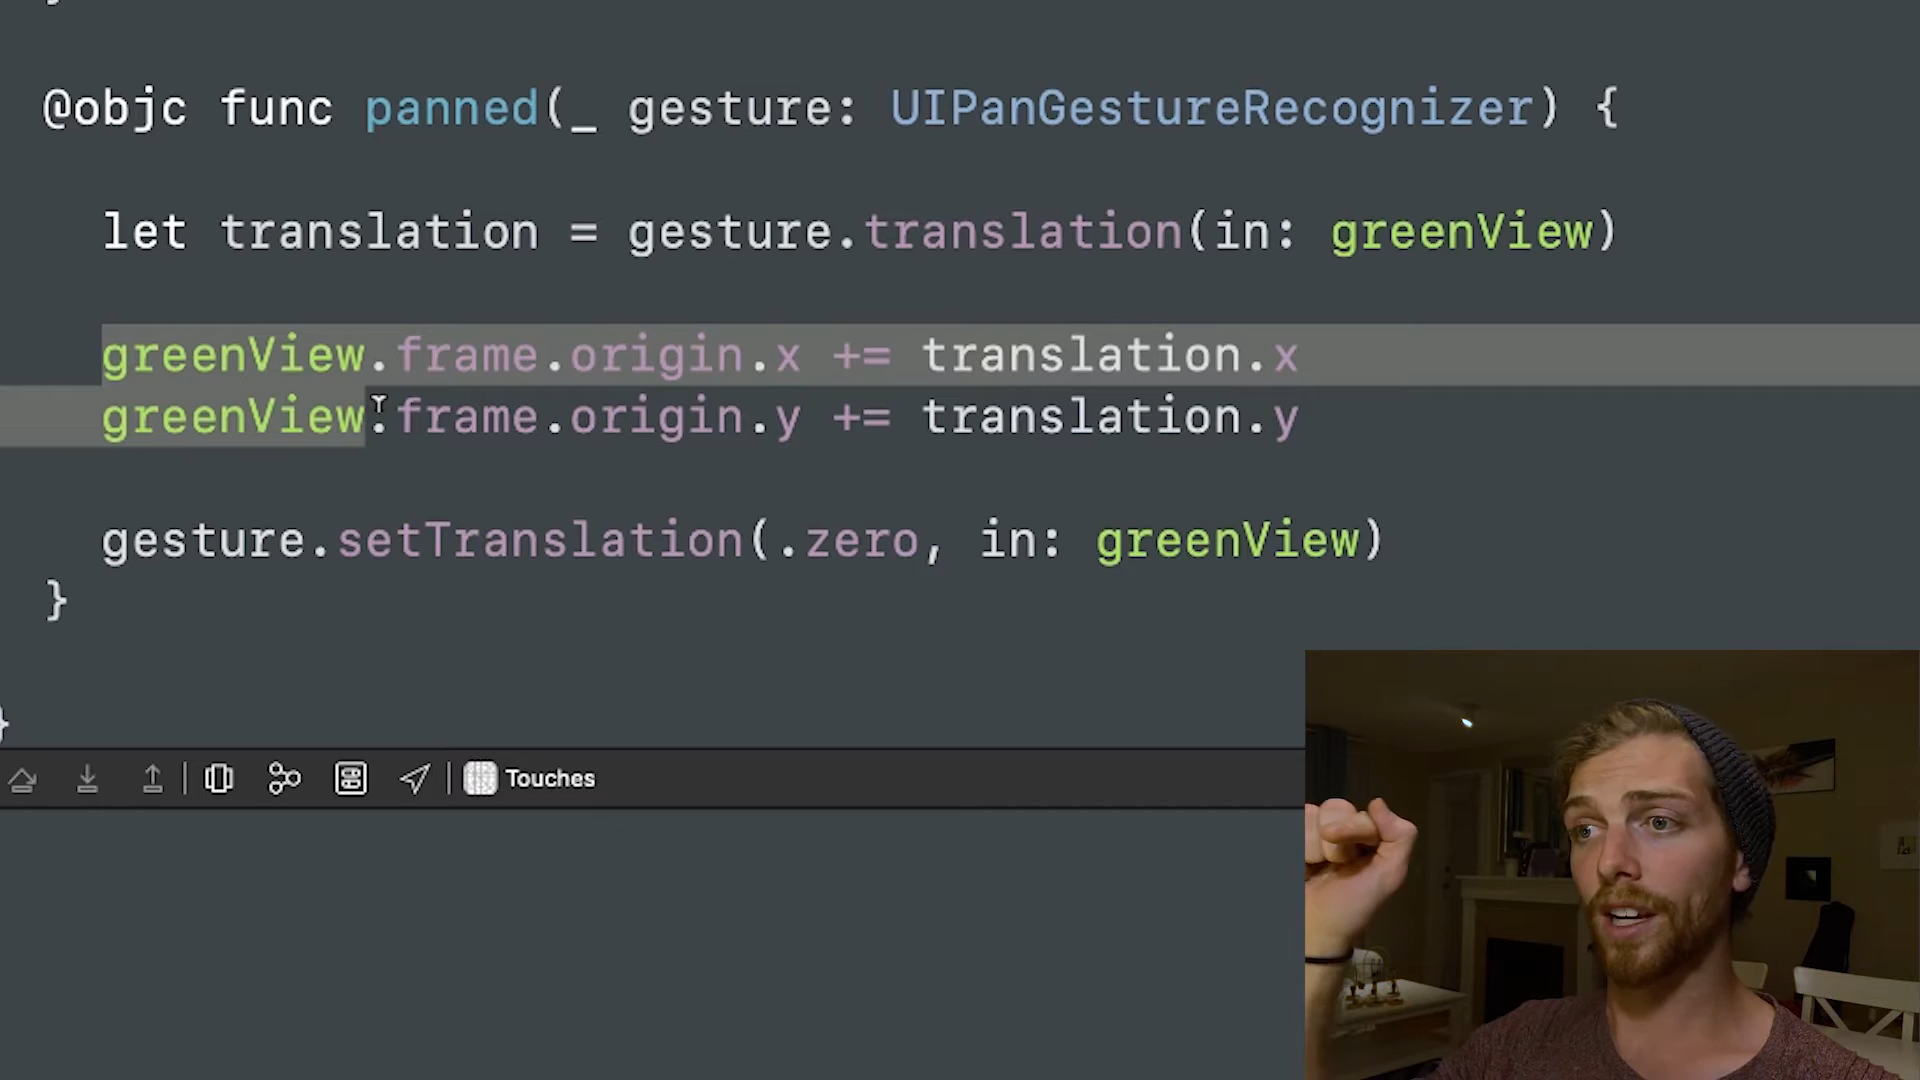 @objc func panned(_ gesture: UIPanGestureRecognizer) {
let translation = gesture.translation(in: greenView)
greenView.frame.origin.x += translation.x
greenView.frame.origin.y += translation.y
gesture.setTranslation(.zero, in: greenView)
}
}
Touches